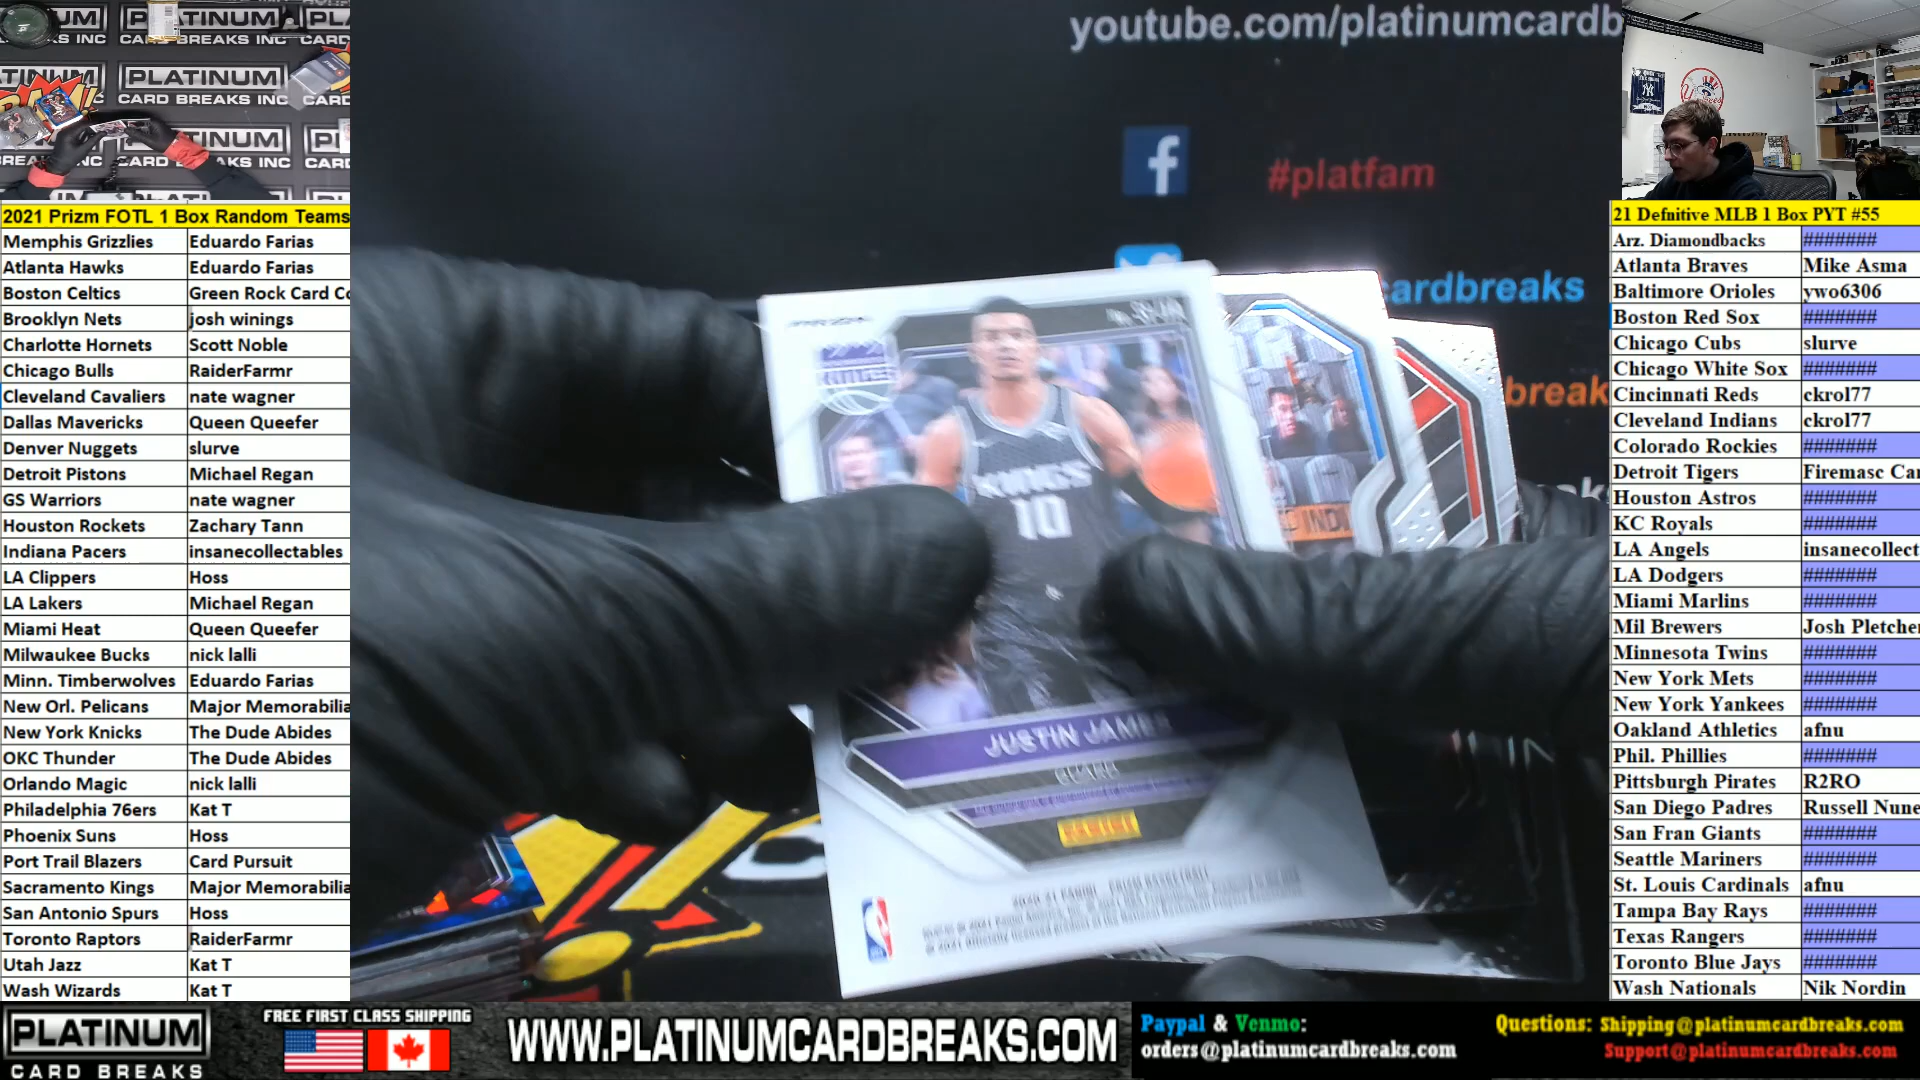 PLATINUM
CARD BREAKS INC
youtube.com/platinumcardb
#platfam
cardbreaks
break
2021 Prizm FOTL 1 Box Random Teams
Memphis Grizzlies Eduardo Farias
Atlanta Hawks Eduardo Farias
Boston Celtics Green Rock Card Co
Brooklyn Nets josh winings
Charlotte Hornets Scott Noble
Chicago Bulls RaiderFarmr
Cleveland Cavaliers nate wagner
Dallas Mavericks Queen Queefer
Denver Nuggets slurve
Detroit Pistons Michael Regan
GS Warriors nate wagner
Houston Rockets Zachary Tann
Indiana Pacers insanecollectables
LA Clippers Hoss
LA Lakers Michael Regan
Miami Heat Queen Queefer
Milwaukee Bucks nick lalli
Minn. Timberwolves Eduardo Farias
New Orl. Pelicans Major Memorabilia
New York Knicks The Dude Abides
OKC Thunder The Dude Abides
Orlando Magic nick lalli
Philadelphia 76ers Kat T
Phoenix Suns Hoss
Port Trail Blazers Card Pursuit
Sacramento Kings Major Memorabilia
San Antonio Spurs Hoss
Toronto Raptors RaiderFarmr
Utah Jazz Kat T
Wash Wizards Kat T
KINGS
10
JUSTIN JAMES
GUARD
PANINI
21 Defnitive MLB 1 Box PYT #55
Arz. Diamondbacks #######
Atlanta Braves Mike Asma
Baltimore Orioles ywo6306
Boston Red Sox #######
Chicago Cubs slurve
Chicago White Sox #######
Cincinnati Reds ckrol77
Cleveland Indians ckrol77
Colorado Rockies #######
Detroit Tigers Firemasc Car
Houston Astros #######
KC Royals #######
LA Angels insanecollect
LA Dodgers #######
Miami Marlins #######
Mil Brewers Josh Pletcher
Minnesota Twins #######
New York Mets #######
New York Yankees #######
Oakland Athletics afnu
Phil. Phillies #######
Pittsburgh Pirates R2RO
San Diego Padres Russell Nune
San Fran Giants #######
Seattle Mariners #######
St. Louis Cardinals afnu
Tampa Bay Rays #######
Texas Rangers #######
Toronto Blue Jays #######
Wash Nationals Nik Nordin
PLATINUM
CARD BREAKS
FREE FIRST CLASS SHIPPING
WWW.PLATINUMCARDBREAKS.COM
Paypal & Venmo:
orders@platinumcardbreaks.com
Questions: Shipping@platinumcardbreaks.com
Support@platinumcardbreaks.com